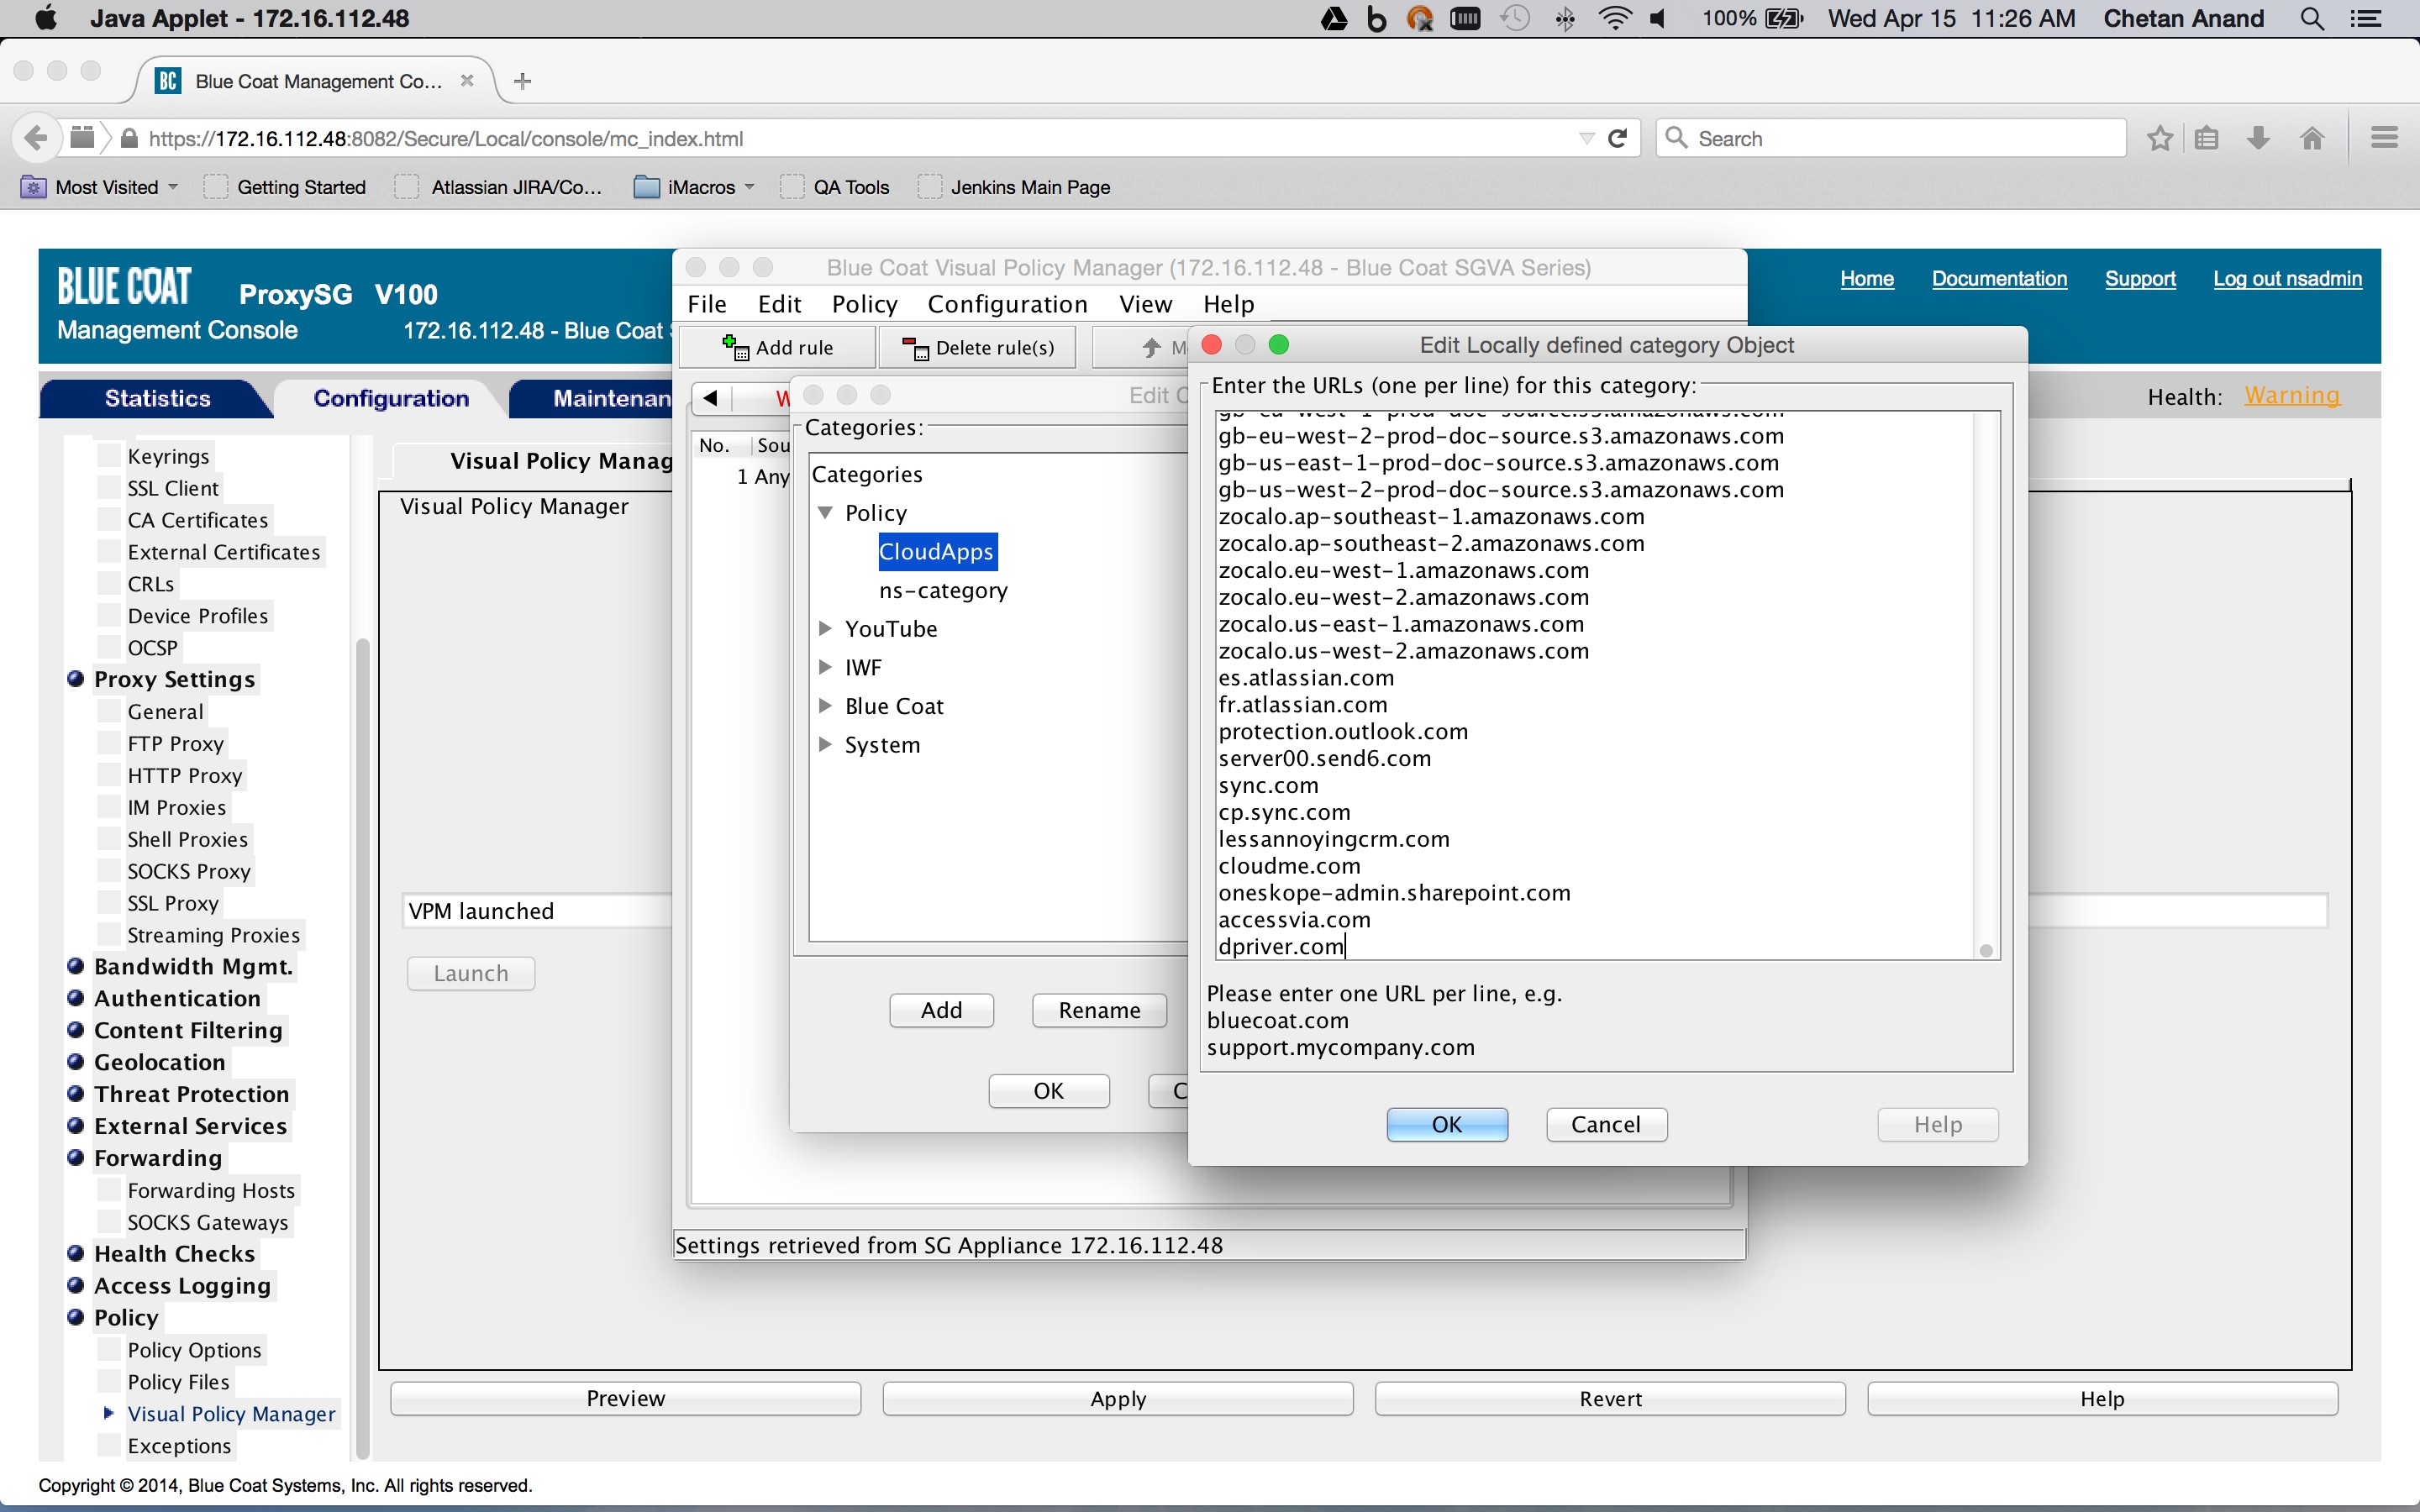 Java Applet - 172.16.112.48
100%
Wed Apr 15 11:26 AM
Chetan Anand
BC
Blue Coat Management Co...
https://172.16.112.48:8082/Secure/Local/console/mc_index.html
Search
Most Visited
Getting Started
Atlassian JIRA/Co...
iMacros
QA Tools
Jenkins Main Page
BLUE COAT
ProxySG V100
Management Console
172.16.112.48 - Blue Coat
Home
Documentation
Support
Log out nsadmin
Statistics
Configuration
Maintenan
Health: Warning
Keyrings
SSL Client
CA Certificates
External Certificates
CRLs
Device Profiles
OCSP
Proxy Settings
General
FTP Proxy
HTTP Proxy
IM Proxies
Shell Proxies
SOCKS Proxy
SSL Proxy
Streaming Proxies
Bandwidth Mgmt.
Authentication
Content Filtering
Geolocation
Threat Protection
External Services
Forwarding
Forwarding Hosts
SOCKS Gateways
Health Checks
Access Logging
Policy
Policy Options
Policy Files
Visual Policy Manager
Exceptions
Visual Policy Manag
Visual Policy Manager
VPM launched
Launch
Blue Coat Visual Policy Manager (172.16.112.48 - Blue Coat SGVA Series)
File
Edit
Policy
Configuration
View
Help
Add rule
Delete rule(s)
M
W
No.
Sou
1 Any
Edit C
Categories:
Categories
Policy
CloudApps
ns-category
YouTube
IWF
Blue Coat
System
Add
Rename
OK
C
Settings retrieved from SG Appliance 172.16.112.48
Edit Locally defined category Object
Enter the URLs (one per line) for this category:
gb-eu-west-1-prod-doc-source.s3.amazonaws.com
gb-eu-west-2-prod-doc-source.s3.amazonaws.com
gb-us-east-1-prod-doc-source.s3.amazonaws.com
gb-us-west-2-prod-doc-source.s3.amazonaws.com
zocalo.ap-southeast-1.amazonaws.com
zocalo.ap-southeast-2.amazonaws.com
zocalo.eu-west-1.amazonaws.com
zocalo.eu-west-2.amazonaws.com
zocalo.us-east-1.amazonaws.com
zocalo.us-west-2.amazonaws.com
es.atlassian.com
fr.atlassian.com
protection.outlook.com
server00.send6.com
sync.com
cp.sync.com
lessannoyingcrm.com
cloudme.com
oneskope-admin.sharepoint.com
accessvia.com
dpriver.com
Please enter one URL per line, e.g.
bluecoat.com
support.mycompany.com
OK
Cancel
Help
Preview
Apply
Revert
Help
Copyright © 2014, Blue Coat Systems, Inc. All rights reserved.